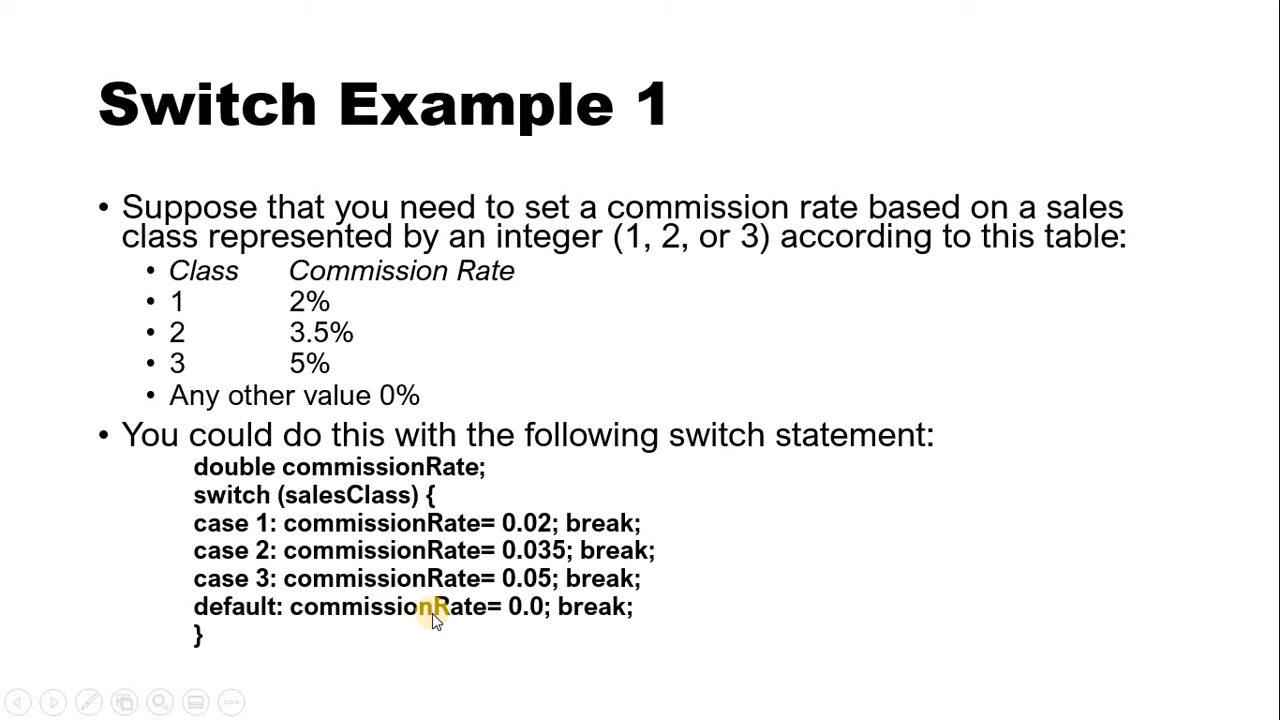 Switch Example 1
• Suppose that you need to set a commission rate based on a sales
class represented by an integer (1, 2, or 3) according to this table:
• Class Commission Rate
• 1 2%
• 2 3.5%
• 3 5%
• Any other value 0%
• You could do this with the following switch statement:
double commissionRate;
switch (salesClass) {
case 1: commissionRate= 0.02; break;
case 2: commissionRate= 0.035; break;
case 3: commissionRate= 0.05; break;
default: commissionRate= 0.0; break;
}